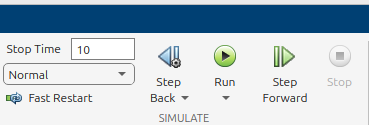 Stop Time 10
Normal
Fast Restart
Step Back
Run
Step Forward
Stop
SIMULATE